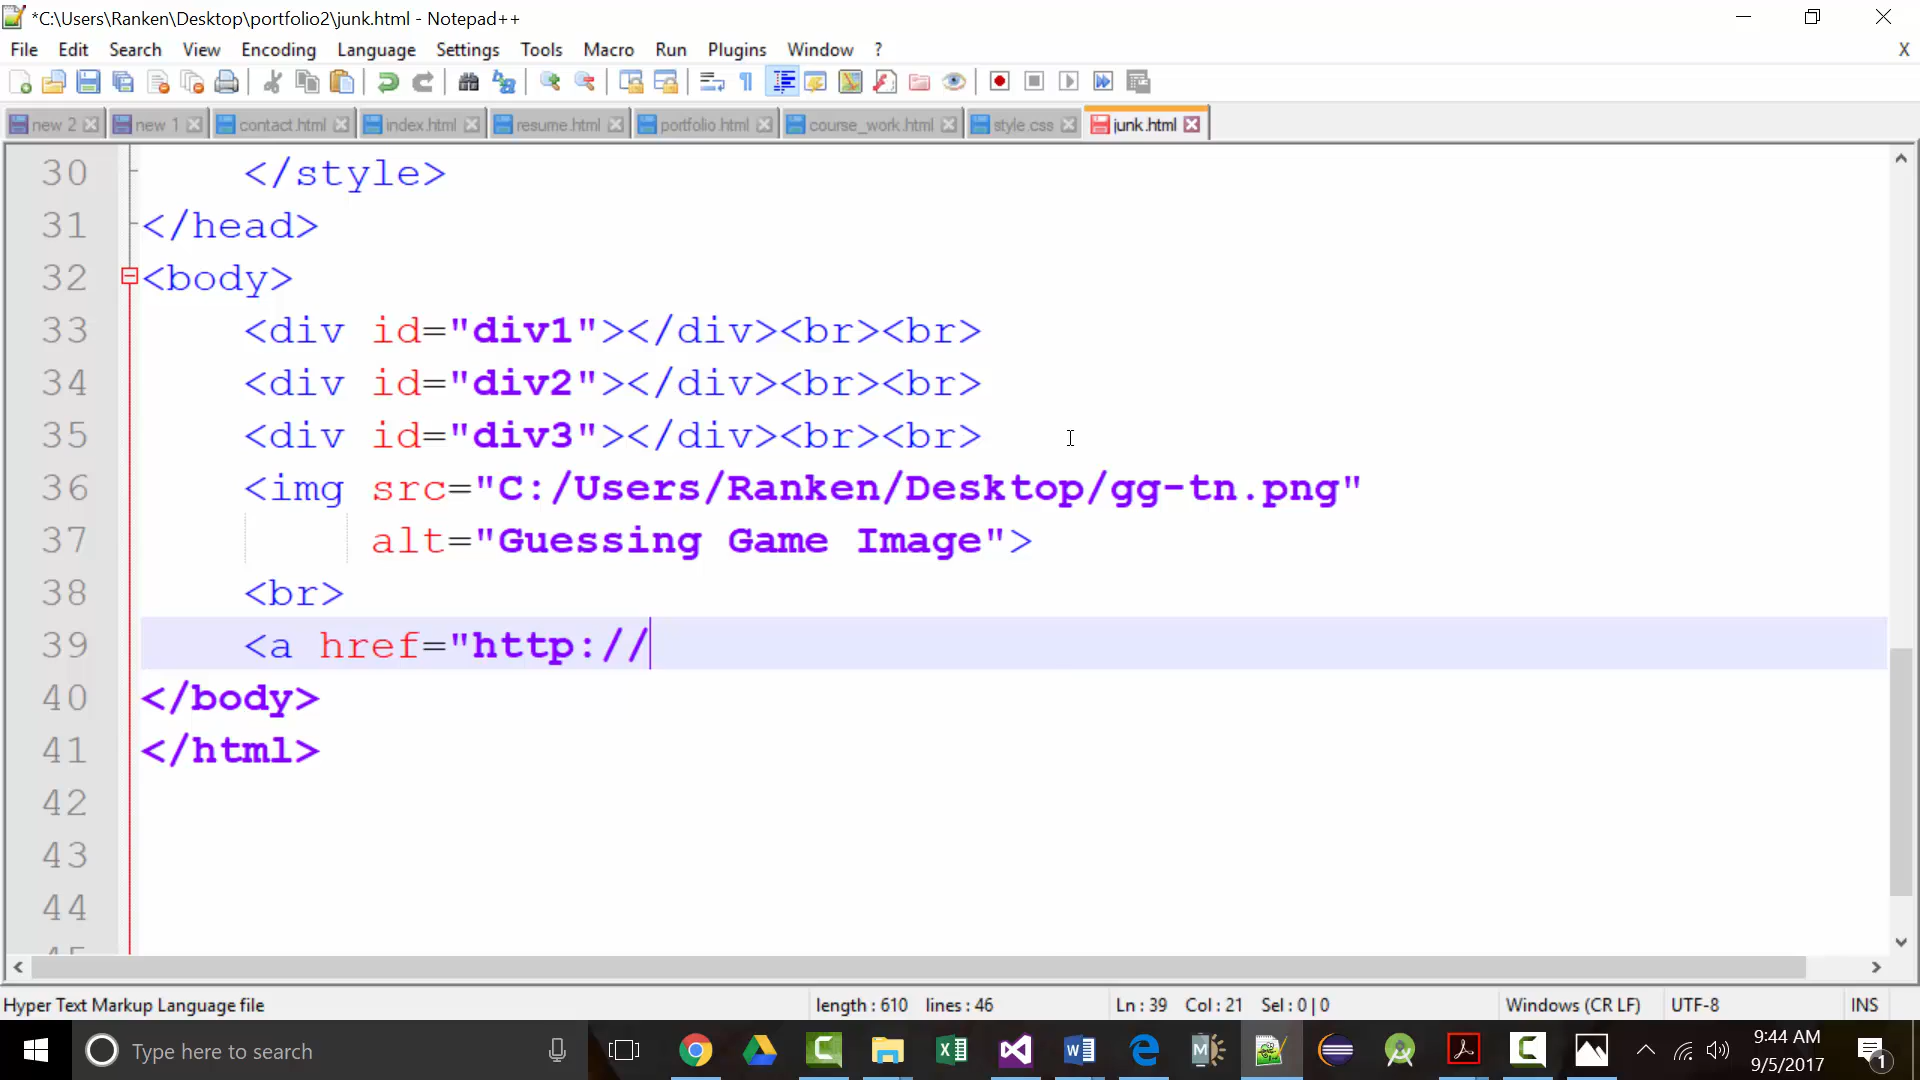 *C:\Users\Ranken\Desktop\portfolio2\junk.html - Notepad++
File Edit Search View Encoding Language Settings Tools Macro Run Plugins Window ? X
new 2 new 1 contact.html index.html resume.html portfolio.html course_work.html style.css junk.html
30 </style>
31 </head>
32 <body>
33 <div id="div1"></div><br><br>
34 <div id="div2"></div><br><br>
35 <div id="div3"></div><br><br>
36 <img src="C:/Users/Ranken/Desktop/gg-tn.png"
37 alt="Guessing Game Image">
38 <br>
39 <a href="http://
40 </body>
41 </html>
42
43
44
45
Hyper Text Markup Language file length : 610 lines : 46 Ln : 39 Col : 21 Sel : 0 | 0 Windows (CR LF) UTF-8 INS
Type here to search
9:44 AM
9/5/2017
1